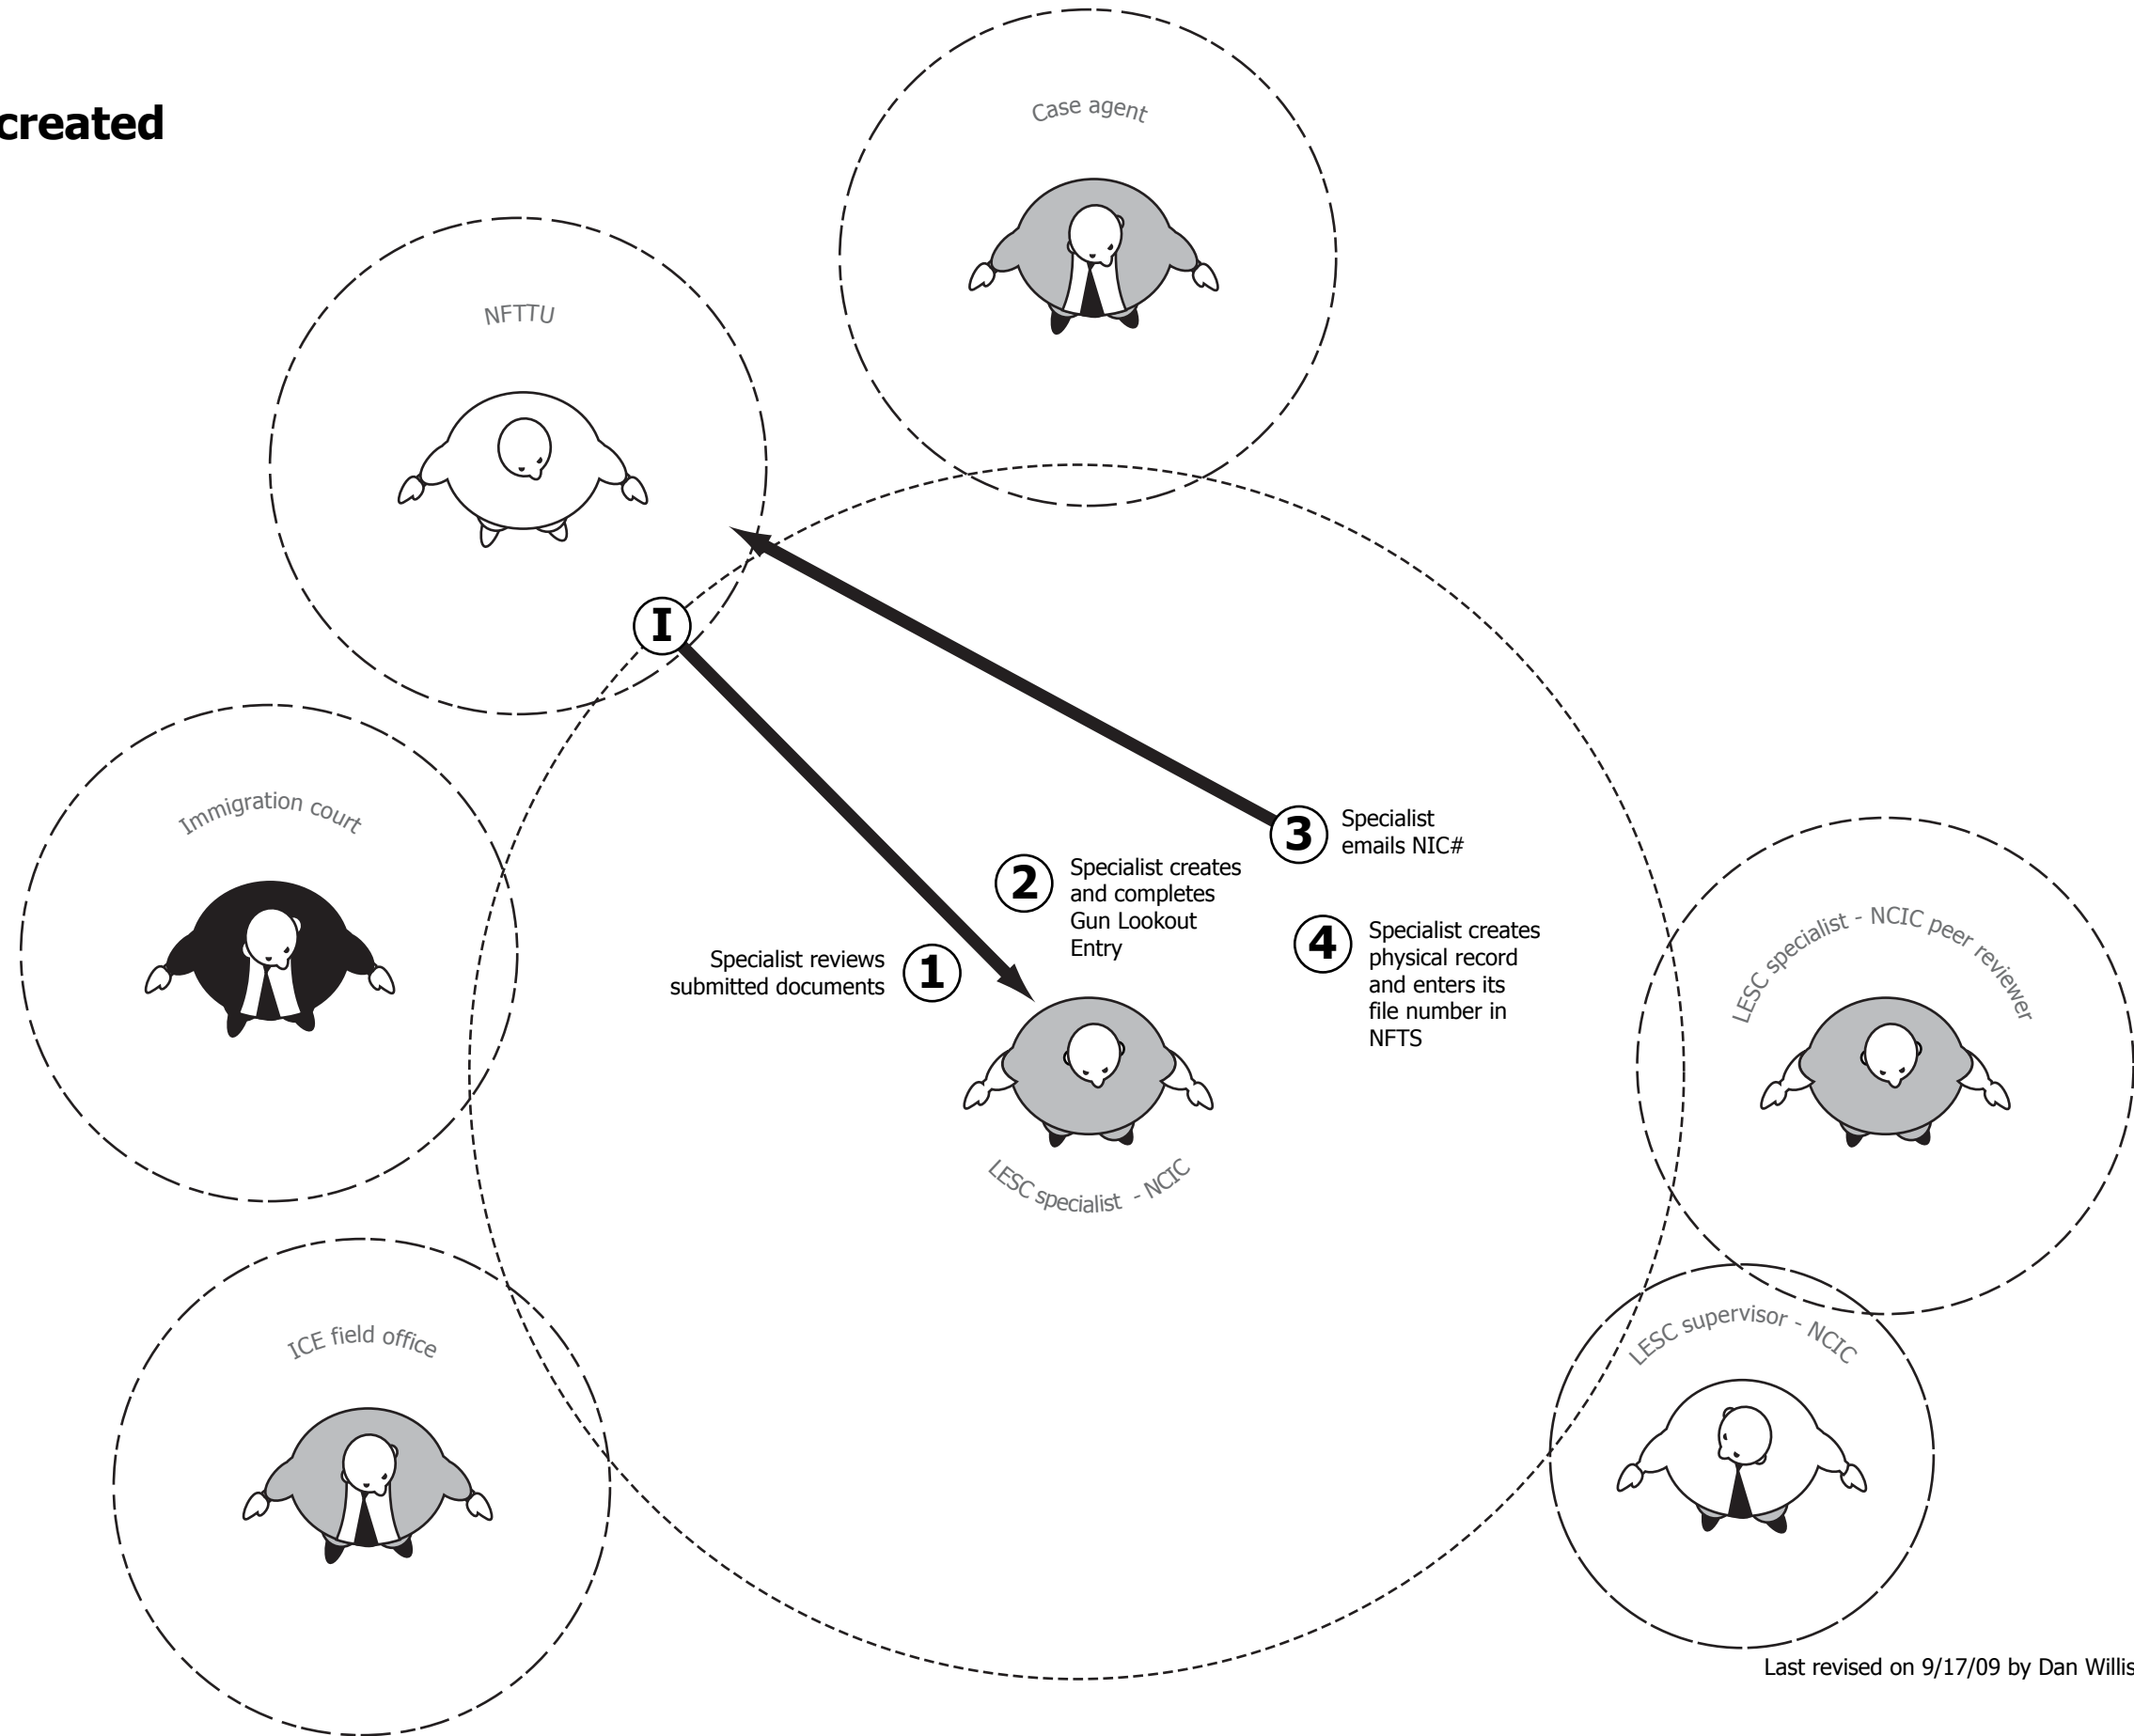 created
Case agent
NFTTU
I
Immigration court
3
Specialist
emails NIC#
2
Specialist creates
and completes
Gun Lookout
Entry
4
Specialist creates
physical record
and enters its
file number in
NFTS
Specialist reviews
submitted documents
1
LESC specialist - NCIC peer reviewer
LESC specialist - NCIC
ICE field office
LESC supervisor - NCIC
Last revised on 9/17/09 by Dan Willis